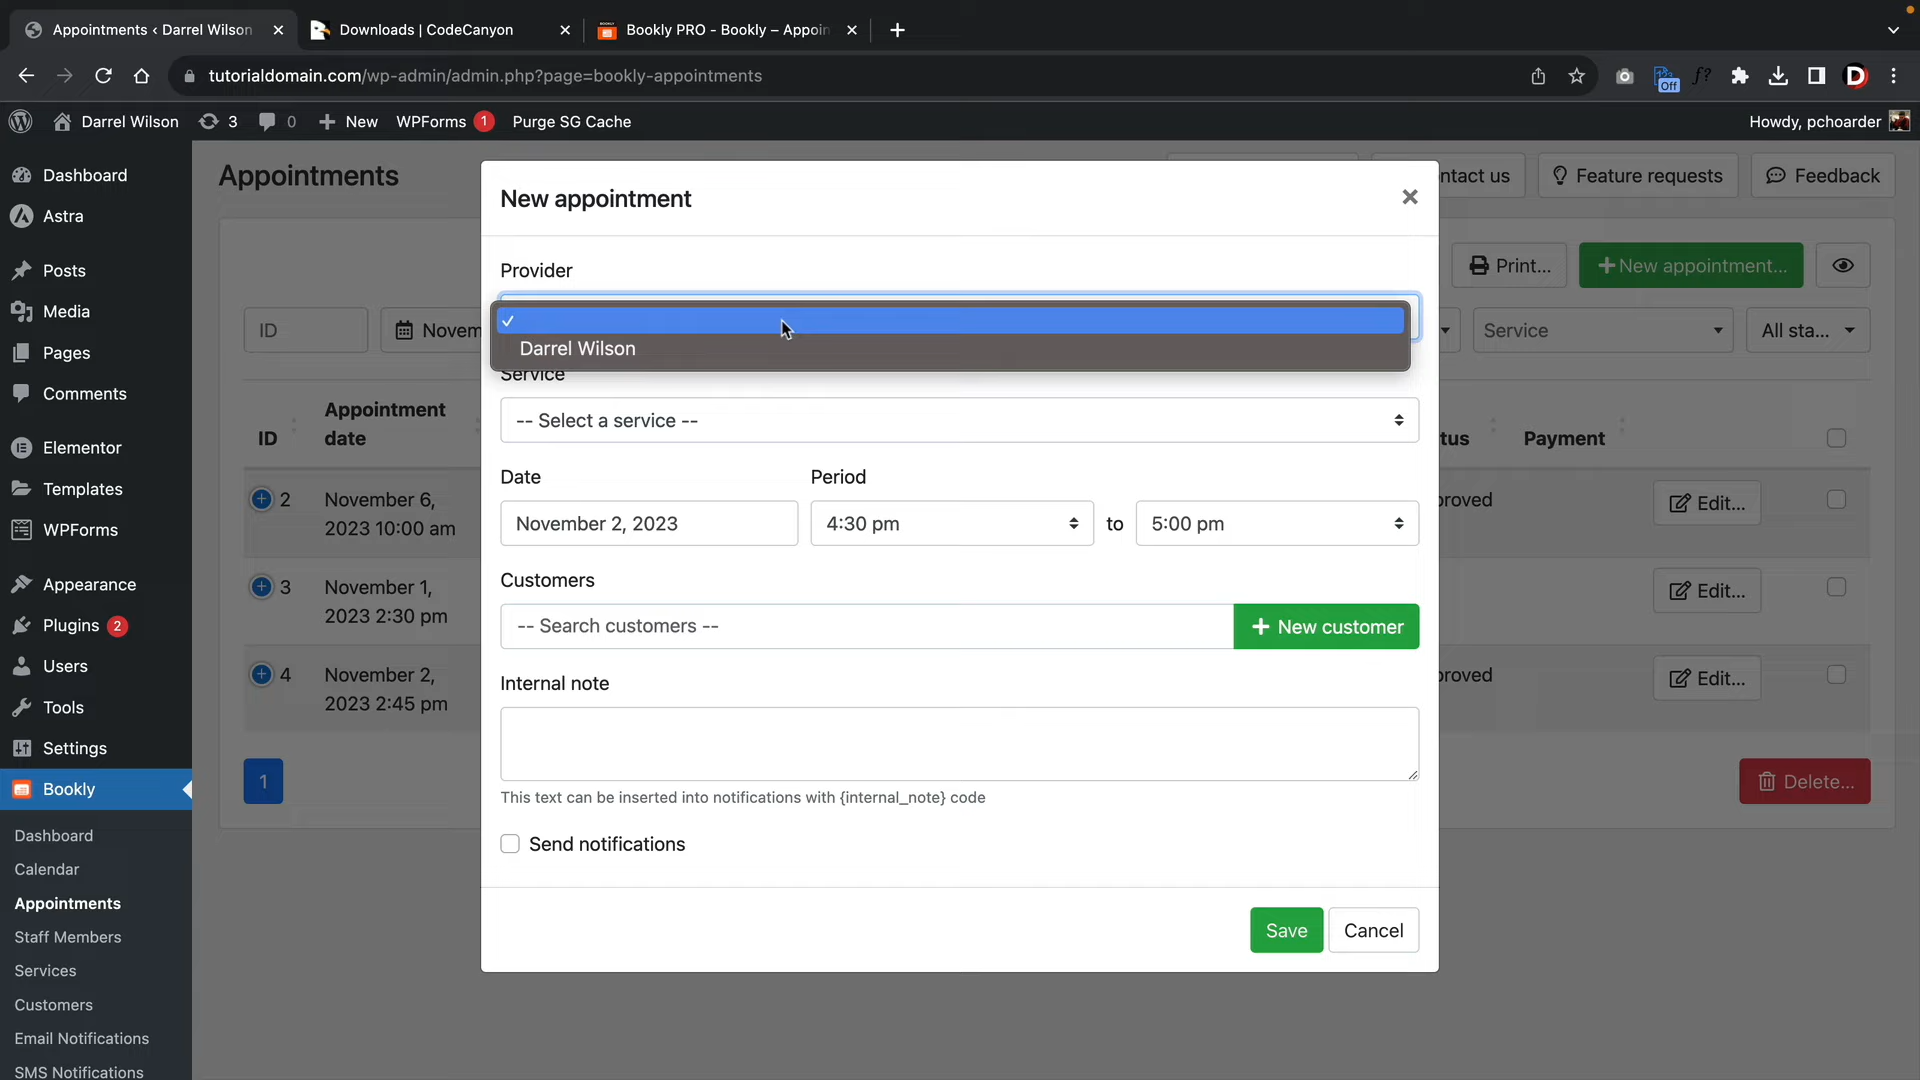 Appointments ‹ Darrel Wilson
Downloads | CodeCanyon
Bookly PRO - Bookly – Appoin
tutorialdomain.com/wp-admin/admin.php?page=bookly-appointments
Off
f?
Darrel Wilson
3
0
New
WPForms 1
Purge SG Cache
Howdy, pchoarder
Dashboard
Astra
Posts
Media
Pages
Comments
Elementor
Templates
WPForms
Appearance
Plugins 2
Users
Tools
Settings
Bookly
Dashboard
Calendar
Appointments
Staff Members
Services
Customers
Email Notifications
SMS Notifications
Appointments
ntact us
Feature requests
Feedback
Print...
New appointment...
ID
Novem
Service
All sta...
ID
Appointment
date
tus
Payment
2
November 6,
2023 10:00 am
proved
Edit...
3
November 1,
2023 2:30 pm
Edit...
4
November 2,
2023 2:45 pm
proved
Edit...
1
Delete...
New appointment
Provider
Darrel Wilson
Service
-- Select a service --
Date
Period
November 2, 2023
4:30 pm
to
5:00 pm
Customers
-- Search customers --
New customer
Internal note
This text can be inserted into notifications with {internal_note} code
Send notifications
Save
Cancel